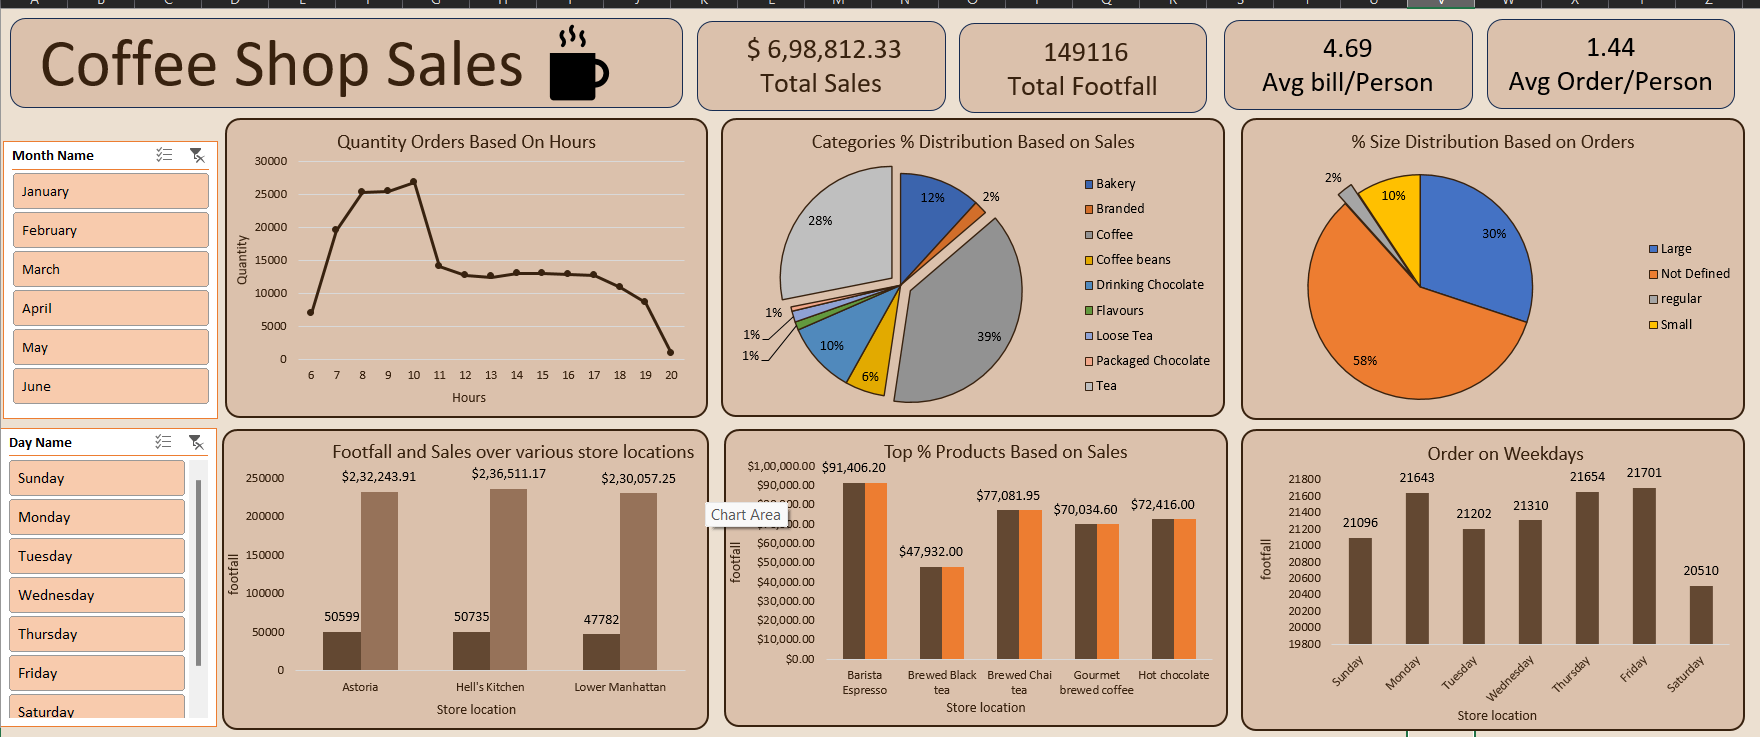 Coffee Shop Sales
$ 6,98,812.33
Total Sales
149116
Total Footfall
4.69
Avg bill/Person
1.44
Avg Order/Person
Month Name
January
February
March
April
May
June
Day Name
Sunday
Monday
Tuesday
Wednesday
Thursday
Friday
Saturday
Quantity Orders Based On Hours
Quantity
30000
25000
20000
15000
10000
5000
0
6 7 8 9 10 11 12 13 14 15 16 17 18 19 20
Hours
Categories % Distribution Based on Sales
12%
2%
39%
6%
10%
1%
1%
1%
28%
Bakery
Branded
Coffee
Coffee beans
Drinking Chocolate
Flavours
Loose Tea
Packaged Chocolate
Tea
% Size Distribution Based on Orders
30%
58%
2%
10%
Large
Not Defined
regular
Small
Footfall and Sales over various store locations
footfall
250000
200000
150000
100000
50000
0
$2,32,243.91
$2,36,511.17
$2,30,057.25
50599
50735
47782
Astoria
Hell's Kitchen
Lower Manhattan
Store location
Chart Area
Top % Products Based on Sales
footfall
$1,00,000.00
$90,000.00
$60,000.00
$50,000.00
$40,000.00
$30,000.00
$20,000.00
$10,000.00
$0.00
$91,406.20
$47,932.00
$77,081.95
$70,034.60
$72,416.00
Barista
Espresso
Brewed Black
tea
Brewed Chai
tea
Gourmet
brewed coffee
Hot chocolate
Store location
Order on Weekdays
footfall
21800
21600
21400
21200
21000
20800
20600
20400
20200
20000
19800
21096
21643
21202
21310
21654
21701
20510
Sunday
Monday
Tuesday
Wednesday
Thursday
Friday
Saturday
Store location